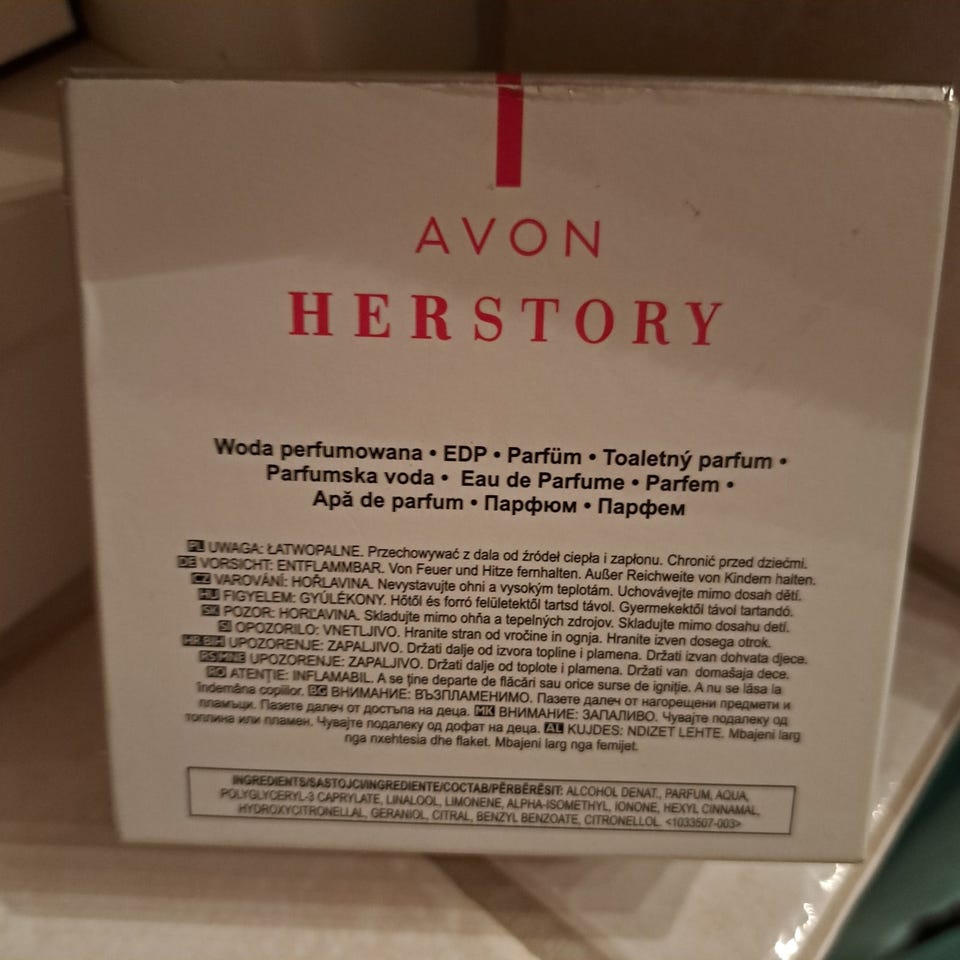 AVON
HERSTORY
Woda perfumowana • EDP • Parfüm • Toaletný parfum •
Parfumska voda • Eau de Parfume • Parfem •
Apă de parfum • Парфюм • Парфем
PL UWAGA: ŁATWOPALNE. Przechowywać z dala od źródeł ciepła i zapłonu. Chronić przed dziećmi.
DE VORSICHT: ENTFLAMMBAR. Von Feuer und Hitze fernhalten. Außer Reichweite von Kindern halten.
CZ VAROVÁNÍ: HOŘLAVINA. Nevystavujte ohni a vysokým teplotám. Uchovávejte mimo dosah dětí.
HU FIGYELEM: GYÚLÉKONY. Hőtől és forró felületektől tartsd távol. Gyermekektől távol tartandó.
SK POZOR: HORĽAVINA. Skladujte mimo ohňa a tepelných zdrojov. Skladujte mimo dosahu detí.
SI OPOZORILO: VNETLJIVO. Hranite stran od vročine in ognja. Hranite izven dosega otrok.
HR BIH UPOZORENJE: ZAPALJIVO. Držati dalje od izvora topline i plamena. Držati izvan dohvata djece.
RS MNE UPOZORENJE: ZAPALJIVO. Držati dalje od toplote i plamena. Držati van domašaja dece.
RO ATENȚIE: INFLAMABIL. A se ține departe de flăcări sau orice surse de igniție. A nu se lăsa la
îndemâna copiilor. BG ВНИМАНИЕ: ВЪЗПЛАМЕНИМО. Пазете далеч от нагорещени предмети и
пламъци. Пазете далеч от достъпа на деца. MK ВНИМАНИЕ: ЗАПАЛИВО. Чувајте подалеку од
топлина или пламен. Чувајте подалеку од дофат на деца. AL KUJDES: NDIZET LEHTE. Mbajeni larg
nga nxehtesia dhe flaket. Mbajeni larg nga femijet.
INGREDIENTS/SASTOJCI/INGREDIENTE/СЪСТАВ/PËRBËRËSIT: ALCOHOL DENAT., PARFUM, AQUA,
POLYGLYCERYL-3 CAPRYLATE, LINALOOL, LIMONENE, ALPHA-ISOMETHYL, IONONE, HEXYL CINNAMAL,
HYDROXYCITRONELLAL, GERANIOL, CITRAL, BENZYL BENZOATE, CITRONELLOL. <1033507-003>